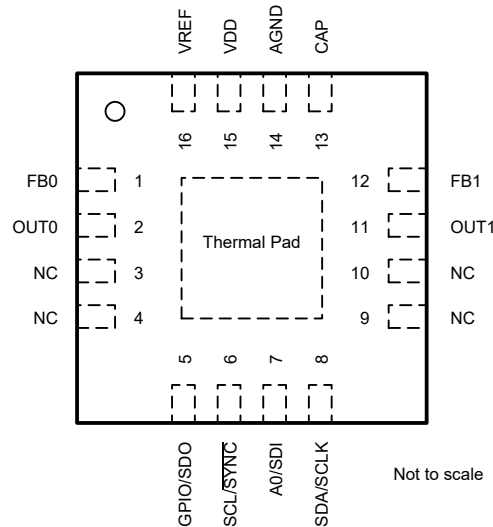 VREF
VDD
AGND
CAP
16
15
14
13
FB0 1
12 FB1
OUT0 2
11 OUT1
Thermal Pad
NC 3
10 NC
NC 4
9 NC
5
6
7
8
GPIO/SDO
SCL/SYNC
A0/SDI
SDA/SCLK
Not to scale